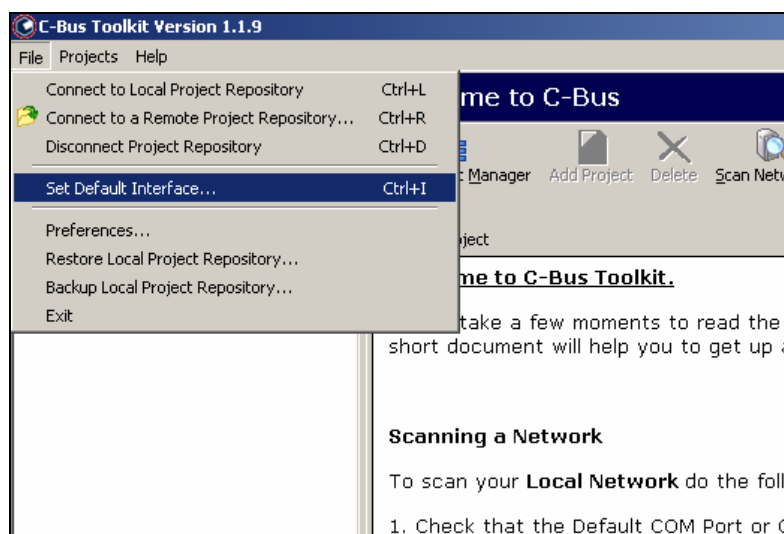 C-Bus Toolkit Version 1.1.9
File Projects Help
Connect to Local Project Repository Ctrl+L
Connect to a Remote Project Repository... Ctrl+R
Disconnect Project Repository Ctrl+D
Set Default Interface... Ctrl+I
Preferences...
Restore Local Project Repository...
Backup Local Project Repository...
Exit
me to C-Bus
Manager Add Project Delete Scan Netw
ject
me to C-Bus Toolkit.
take a few moments to read the
short document will help you to get up a
Scanning a Network
To scan your Local Network do the foll
1. Check that the Default COM Port or C